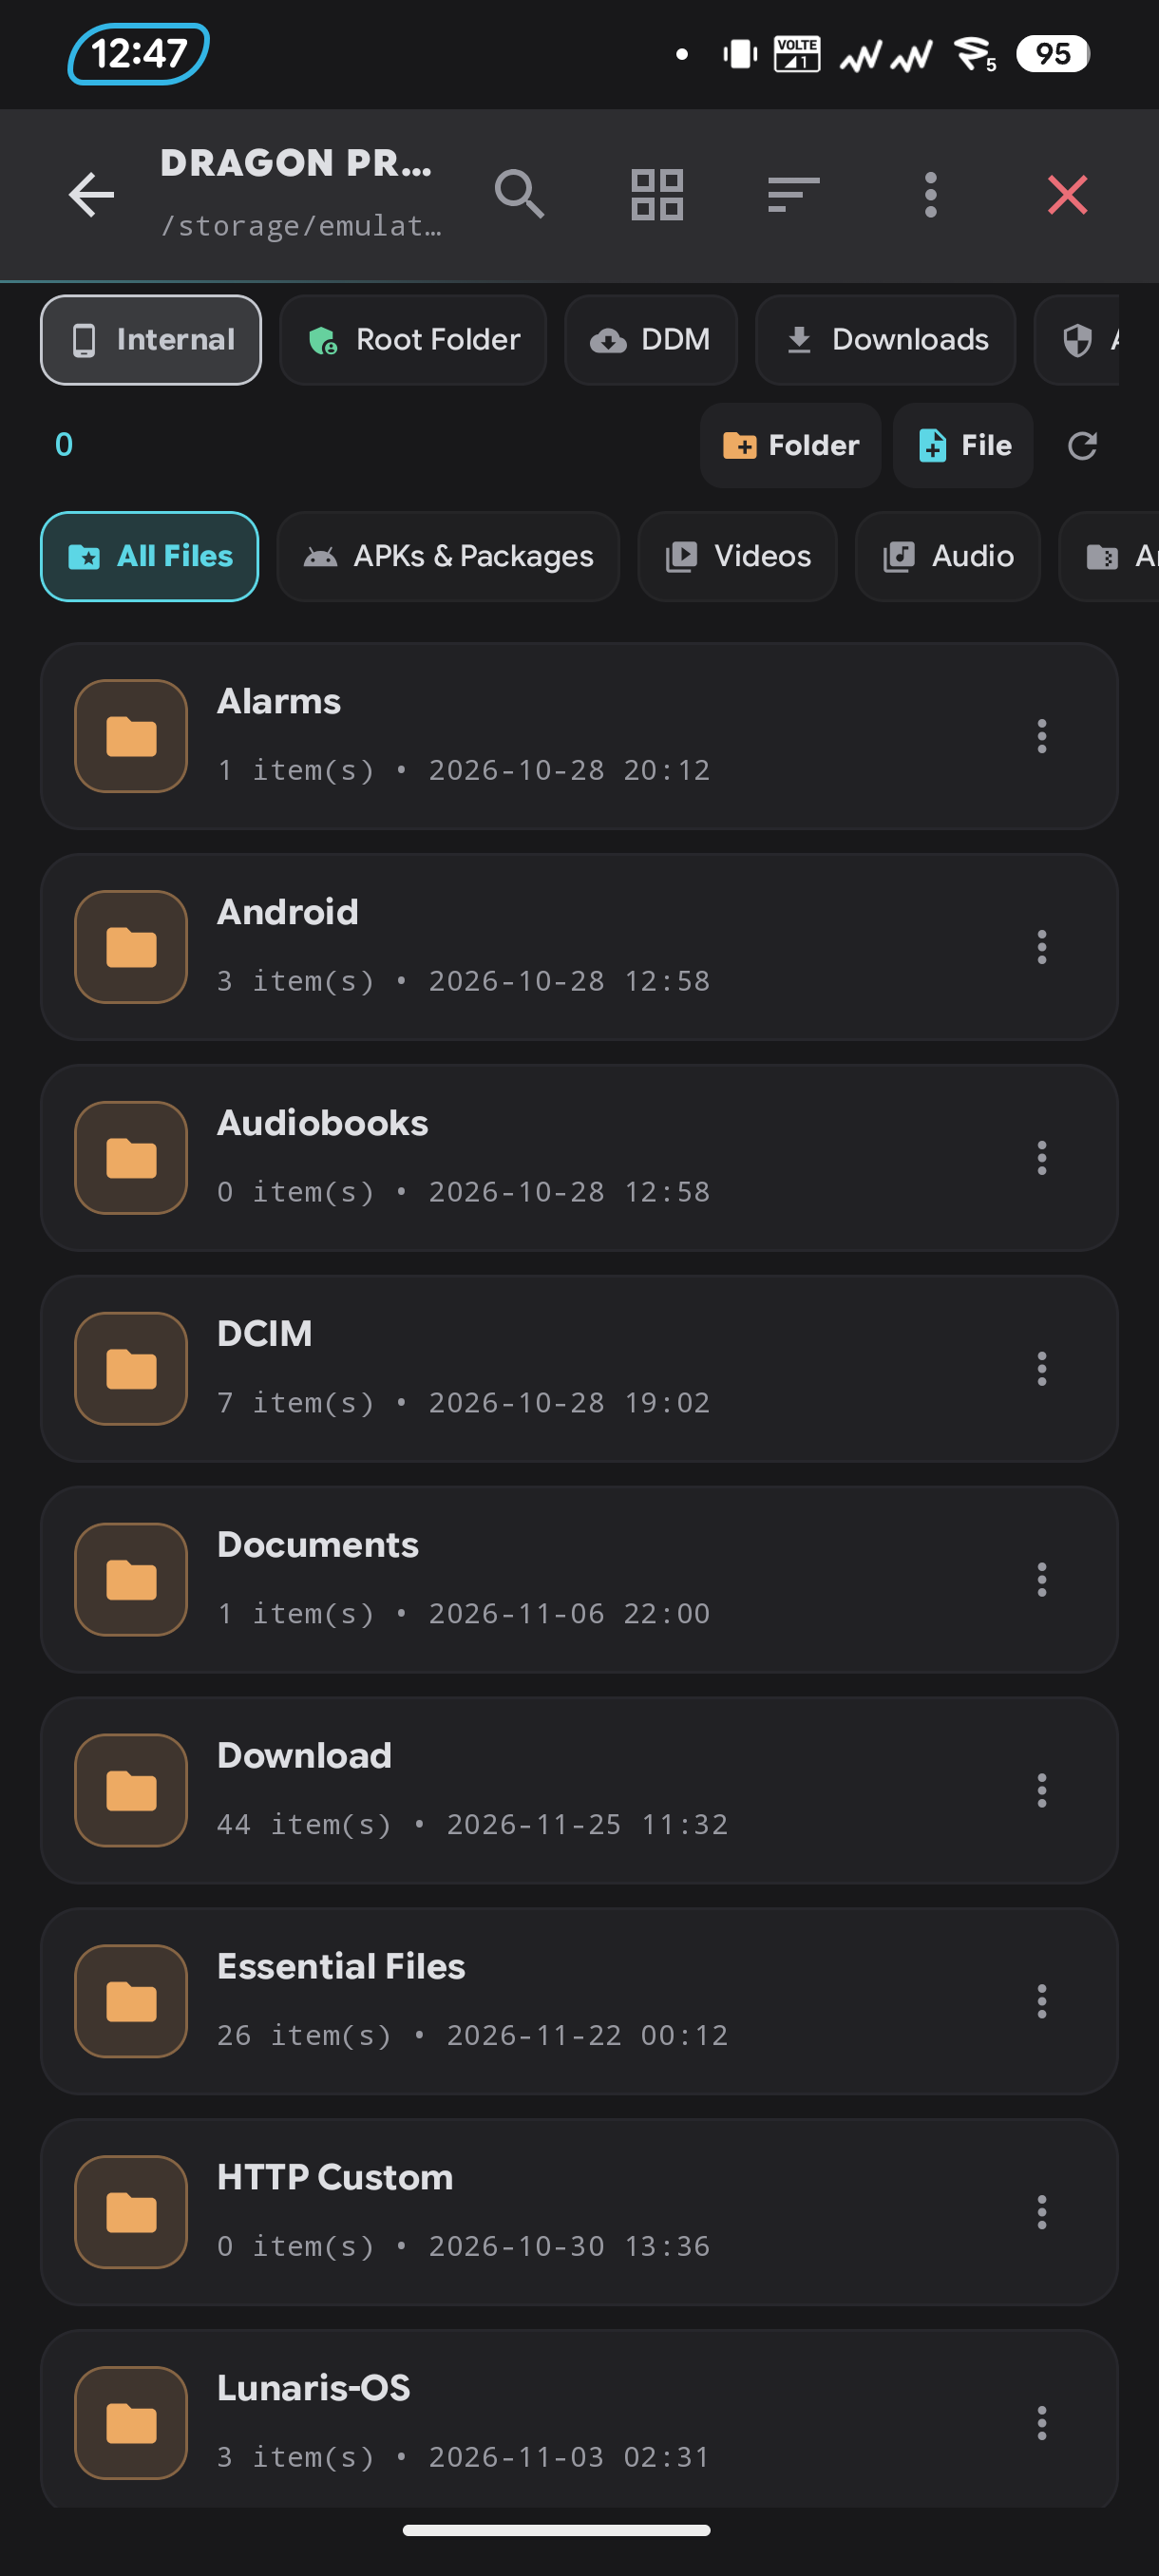 12:47
VOLTE
1
5
95
DRAGON PR...
/storage/emulat...
Internal
Root Folder
DDM
Downloads
0
Folder
File
All Files
APKs & Packages
Videos
Audio
Alarms
1 item(s) • 2026-10-28 20:12
Android
3 item(s) • 2026-10-28 12:58
Audiobooks
0 item(s) • 2026-10-28 12:58
DCIM
7 item(s) • 2026-10-28 19:02
Documents
1 item(s) • 2026-11-06 22:00
Download
44 item(s) • 2026-11-25 11:32
Essential Files
26 item(s) • 2026-11-22 00:12
HTTP Custom
0 item(s) • 2026-10-30 13:36
Lunaris-OS
3 item(s) • 2026-11-03 02:31